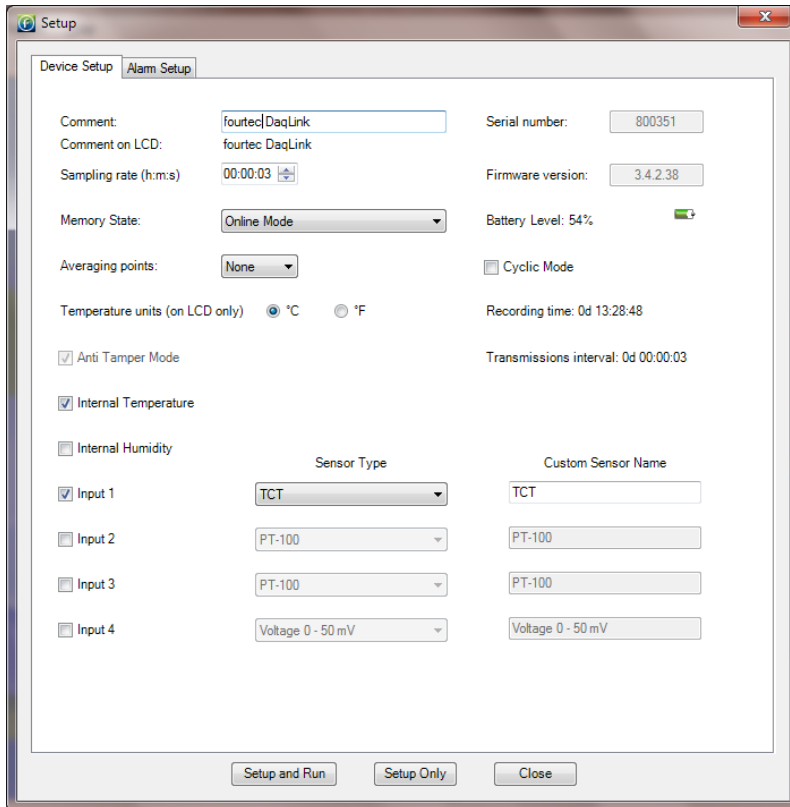 Setup
Device Setup Alarm Setup
Comment: fourtec DaqLink Serial number: 800351
Comment on LCD: fourtec DaqLink
Sampling rate (h:m:s) 00:00:03 Firmware version: 3.4.2.38
Memory State: Online Mode Battery Level: 54%
Averaging points: None Cyclic Mode
Temperature units (on LCD only) °C °F Recording time: 0d 13:28:48
Anti Tamper Mode Transmissions interval: 0d 00:00:03
Internal Temperature
Internal Humidity
Sensor Type Custom Sensor Name
Input 1 TCT TCT
Input 2 PT-100 PT-100
Input 3 PT-100 PT-100
Input 4 Voltage 0 - 50 mV Voltage 0 - 50 mV
Setup and Run Setup Only Close